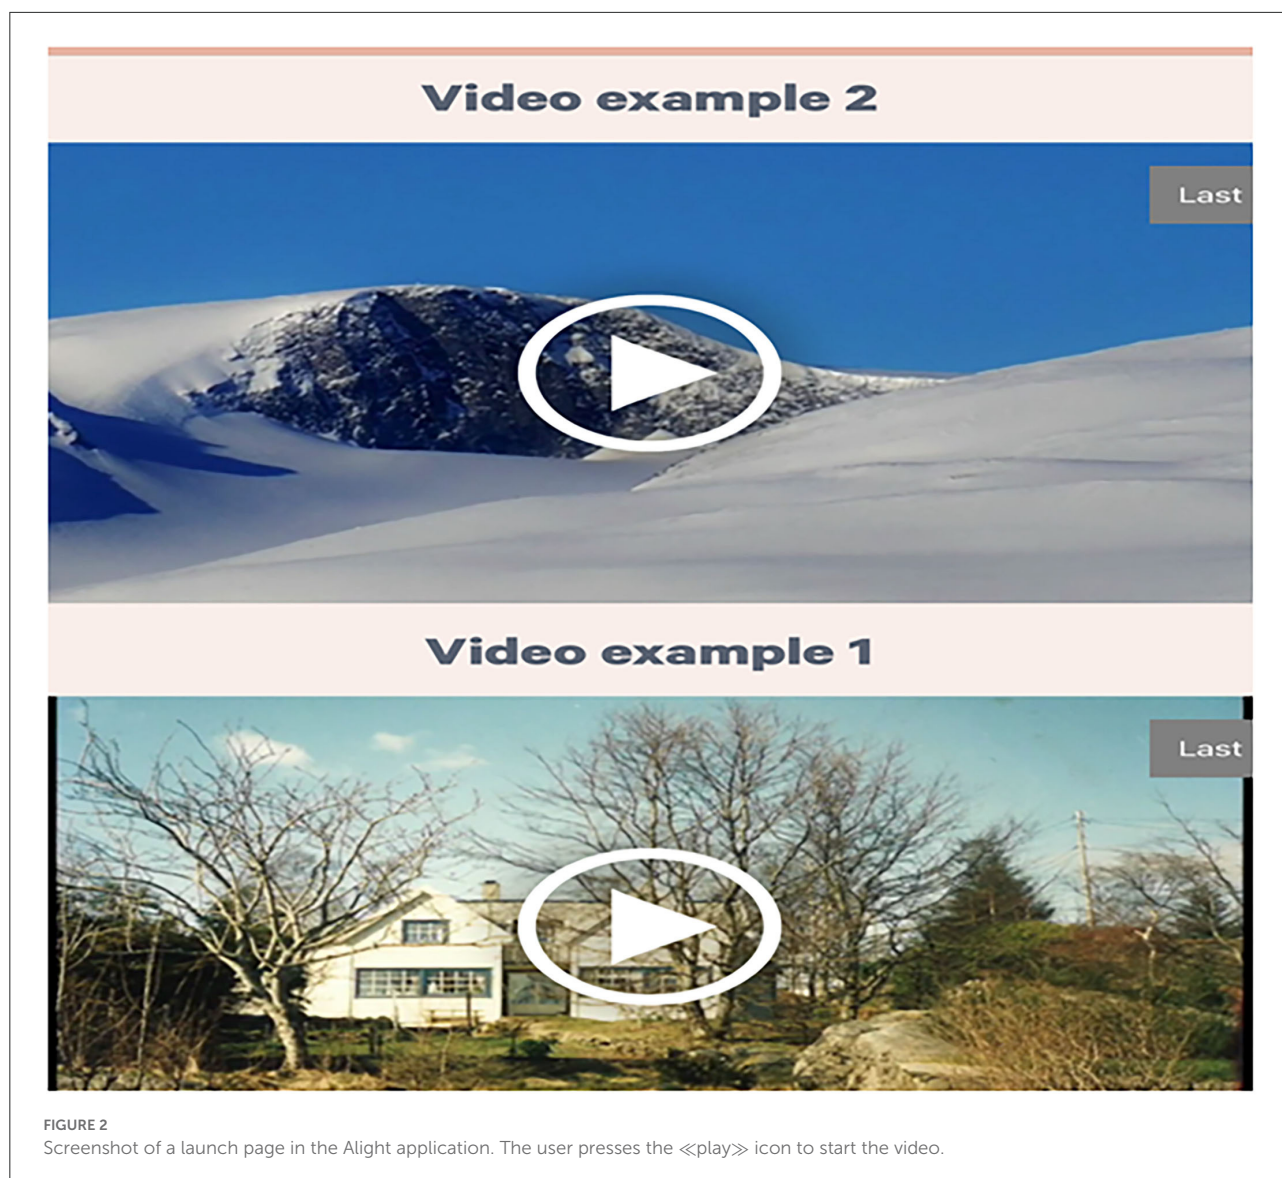 Video example 2
Last
Video example 1
Last
FIGURE 2
Screenshot of a launch page in the Alight application. The user presses the ≪play≫ icon to start the video.